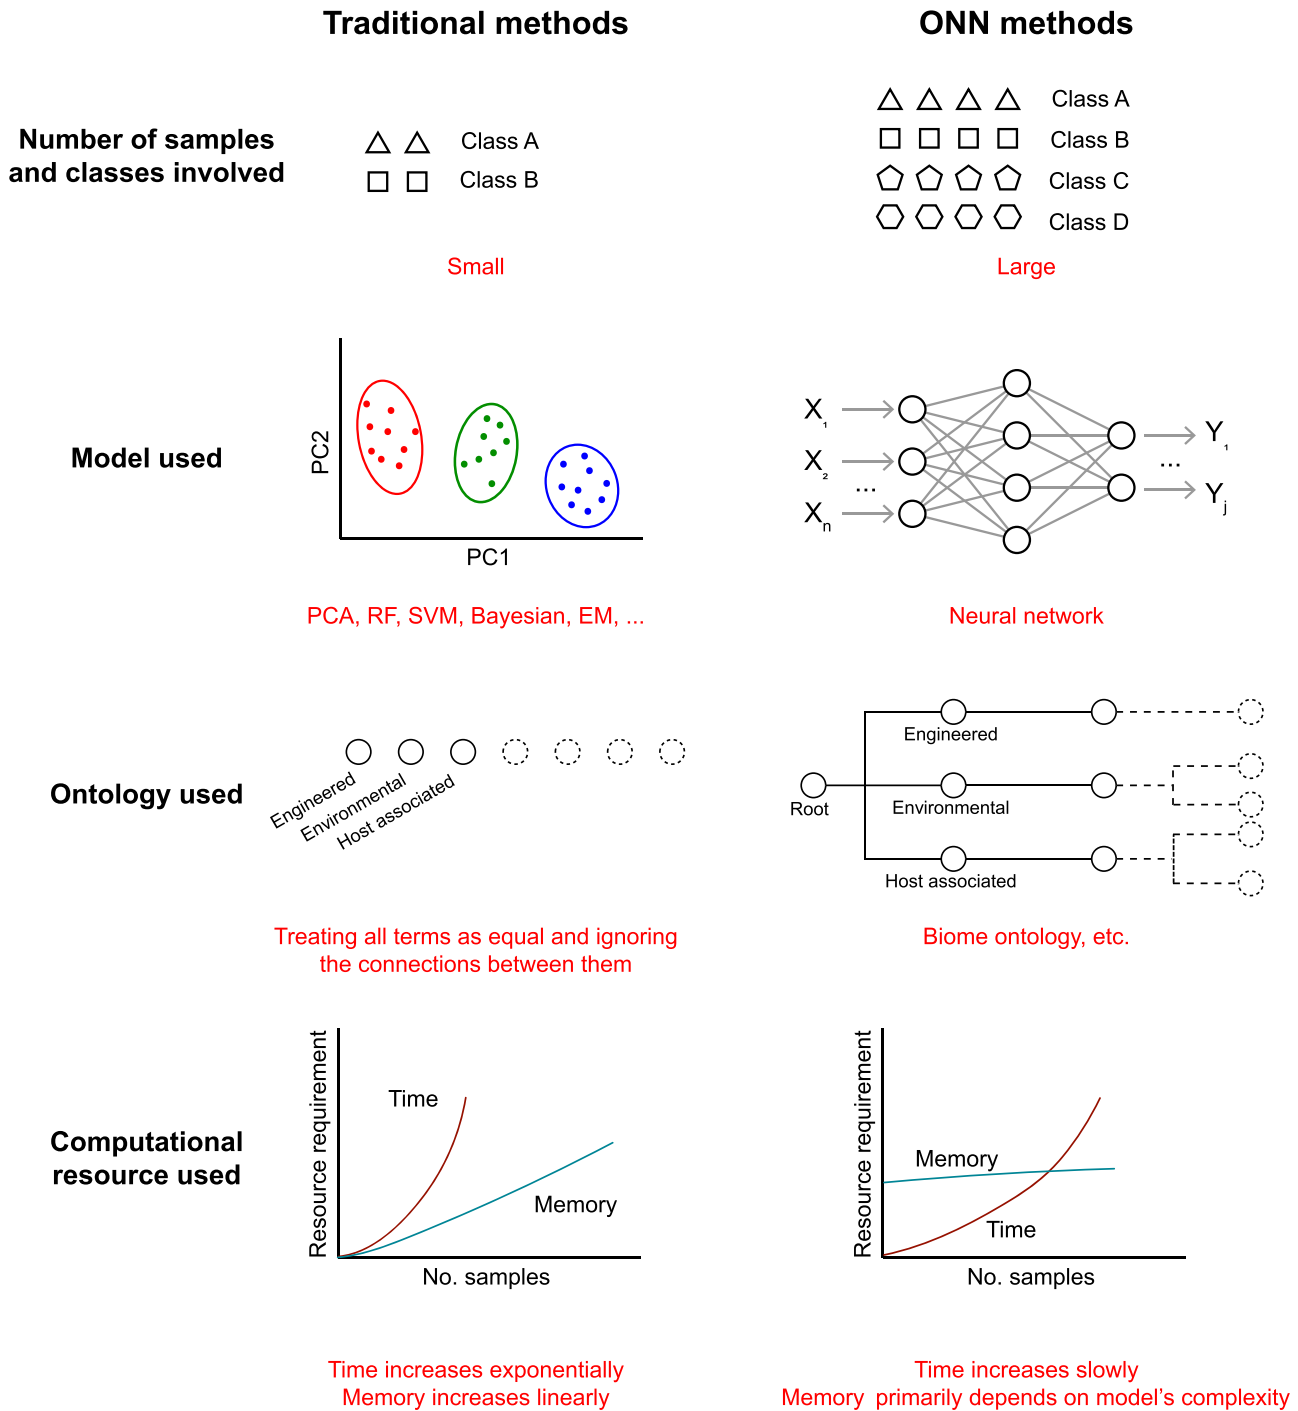 Traditional methods
ONN methods
Number of samples
and classes involved
Class A
Class B
Small
Class A
Class B
Class C
Class D
Large
Model used
PC2
PC1
PCA, RF, SVM, Bayesian, EM, ...
X₁
X₂
...
Xₙ
Y₁
...
Yⱼ
Neural network
Ontology used
Engineered
Environmental
Host associated
Treating all terms as equal and ignoring
the connections between them
Root
Engineered
Environmental
Host associated
Biome ontology, etc.
Computational
resource used
Resource requirement
Time
Memory
No. samples
Time increases exponentially
Memory increases linearly
Resource requirement
Memory
Time
No. samples
Time increases slowly
Memory primarily depends on model's complexity